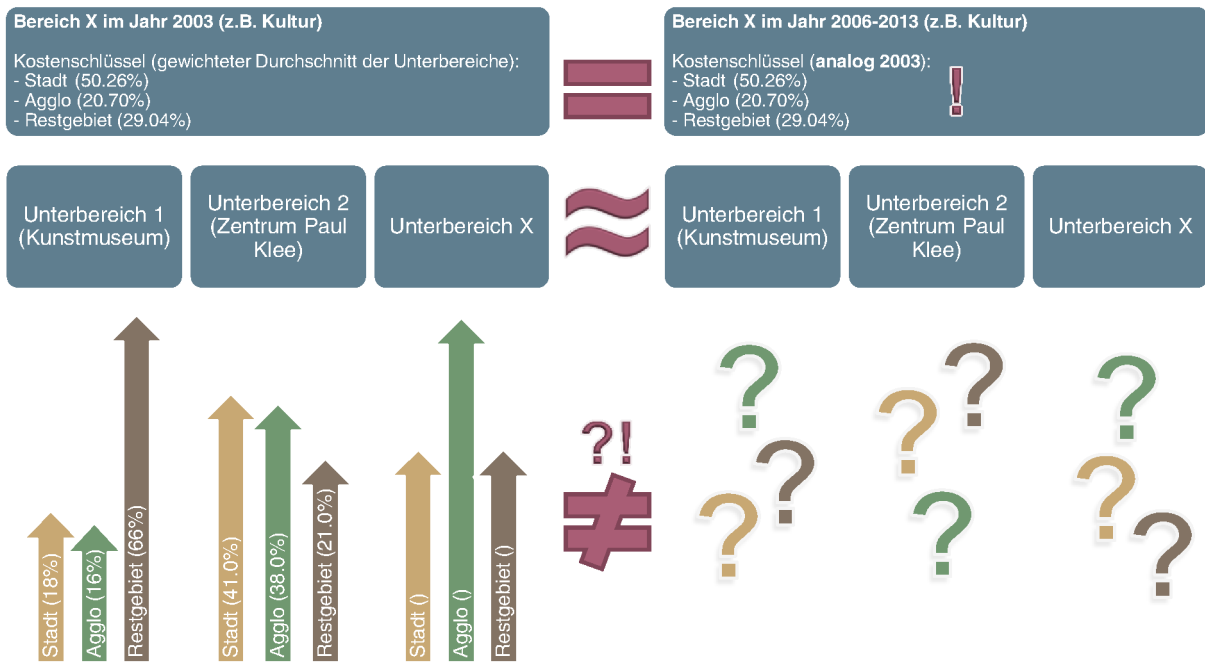 Bereich X im Jahr 2003 (z.B. Kultur)
Kostenschlüssel (gewichteter Durchschnitt der Unterbereiche):
- Stadt (50.26%)
- Agglo (20.70%)
- Restgebiet (29.04%)
=
Bereich X im Jahr 2006-2013 (z.B. Kultur)
Kostenschlüssel (analog 2003):
- Stadt (50.26%)
- Agglo (20.70%)
- Restgebiet (29.04%)
!
Unterbereich 1
(Kunstmuseum)
Unterbereich 2
(Zentrum Paul
Klee)
Unterbereich X
≈
Unterbereich 1
(Kunstmuseum)
Unterbereich 2
(Zentrum Paul
Klee)
Unterbereich X
Stadt (18%)
Agglo (16%)
Restgebiet (66%)
Stadt (41.0%)
Agglo (38.0%)
Restgebiet (21.0%)
Stadt ()
Agglo ()
Restgebiet ()
?!
≠
?
?
?
?
?
?
?
?
?